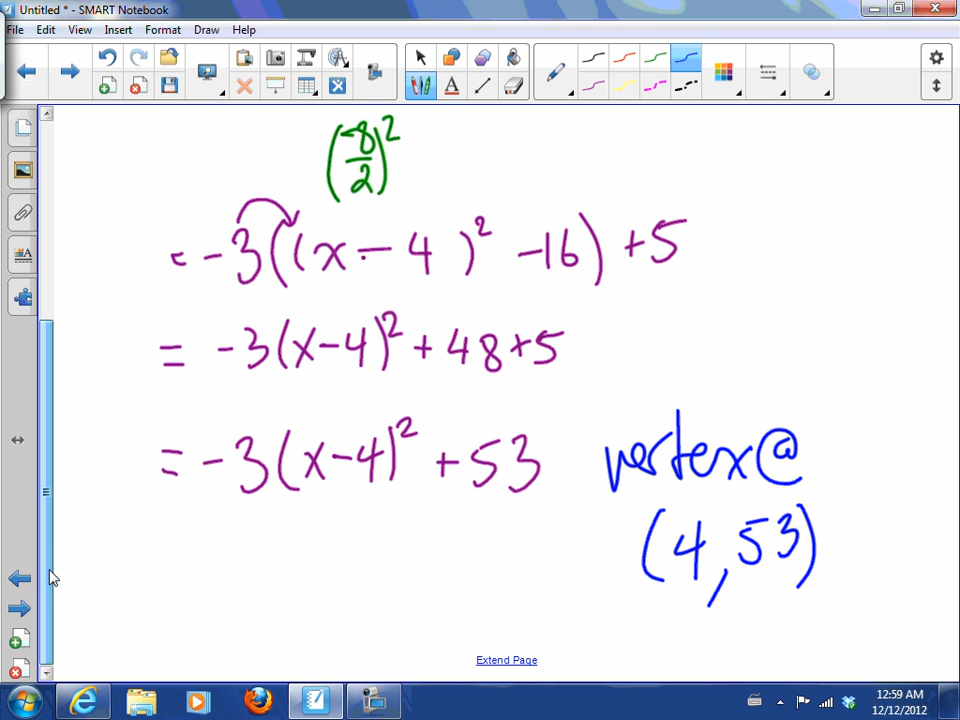 Untitled * - SMART Notebook
File Edit View Insert Format Draw Help
(-8/2)²
= -3((x-4)² -16) +5
= -3(x-4)² + 48 + 5
= -3(x-4)² + 53
vertex@
(4, 53)
Extend Page
12:59 AM
12/12/2012